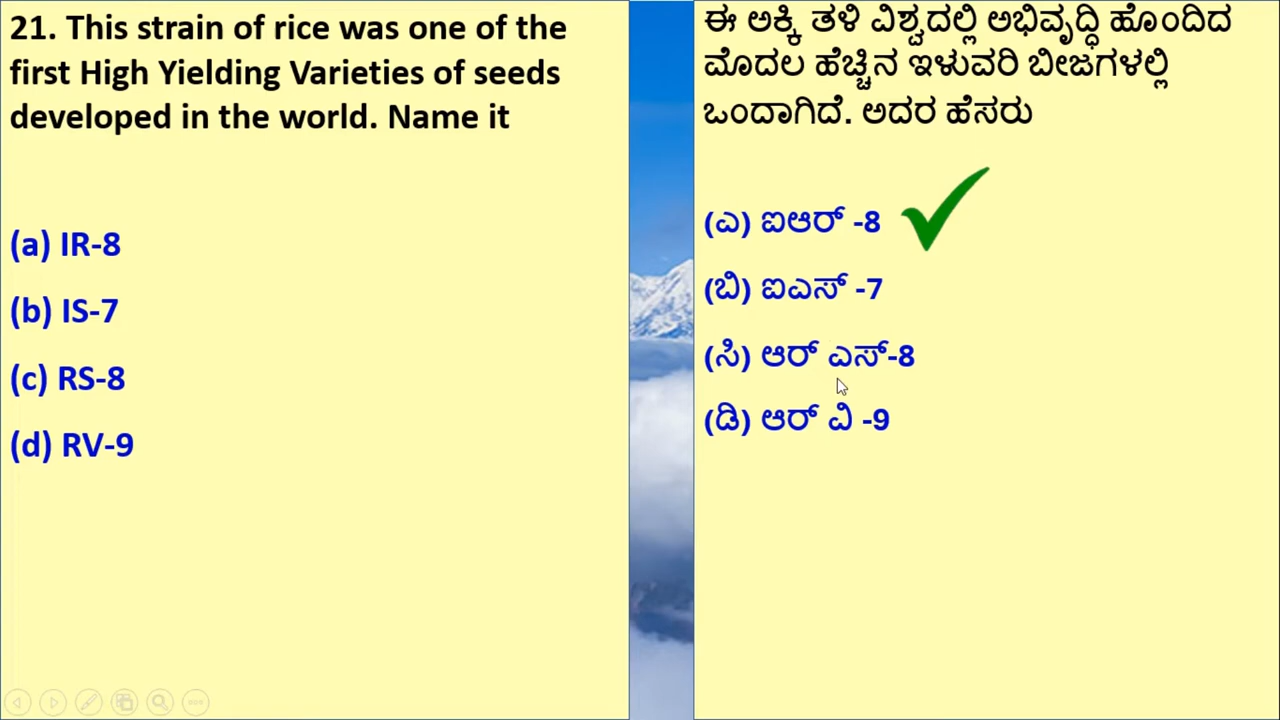 21. This strain of rice was one of the
first High Yielding Varieties of seeds
developed in the world. Name it
(a) IR-8
(b) IS-7
(c) RS-8
(d) RV-9
ಈ ಅಕ್ಕಿ ತಳಿ ವಿಶ್ವದಲ್ಲಿ ಅಭಿವೃದ್ಧಿ ಹೊಂದಿದ
ಮೊದಲ ಹೆಚ್ಚಿನ ಇಳುವರಿ ಬೀಜಗಳಲ್ಲಿ
ಒಂದಾಗಿದೆ. ಅದರ ಹೆಸರು
(ಎ) ಐಆರ್ -8
(ಬಿ) ಐಎಸ್ -7
(ಸಿ) ಆರ್ ಎಸ್-8
(ಡಿ) ಆರ್ ವಿ -9